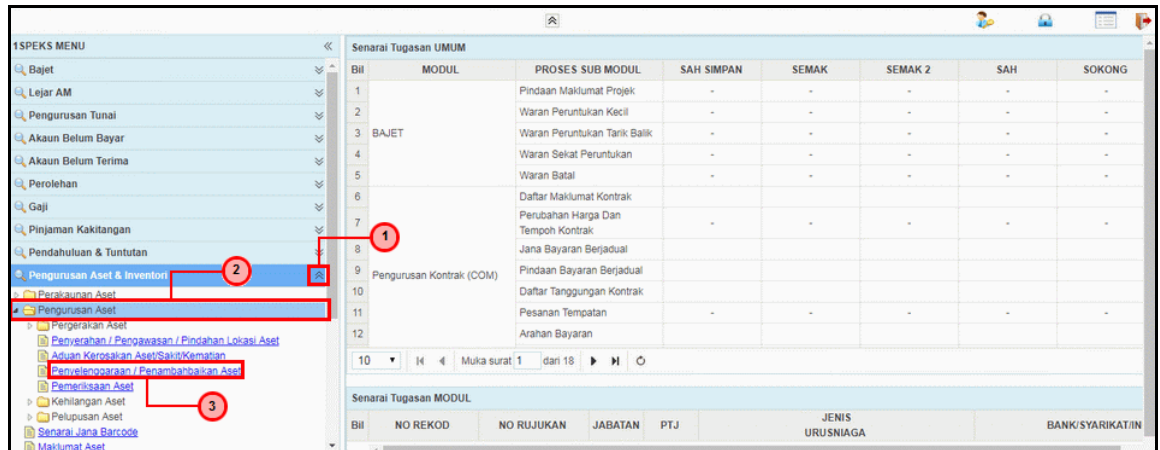 1SPEKS MENU
Bajet
Lejar AM
Pengurusan Tunai
Akaun Belum Bayar
Akaun Belum Terima
Perolehan
Gaji
Pinjaman Kakitangan
Pendahuluan & Tuntutan
Pengurusan Aset & Inventori
Perakaunan Aset
Pengurusan Aset
Pergerakan Aset
Penyerahan / Pengawasan / Pindahan Lokasi Aset
Aduan Kerosakan Aset/Sakit/Kematian
Penyelenggaraan / Penambahbaikan Aset
Pemeriksaan Aset
Kehilangan Aset
Pelupusan Aset
Senarai Jana Barcode
Maklumat Aset
1
2
3
Senarai Tugasan UMUM
Bil MODUL PROSES SUB MODUL SAH SIMPAN SEMAK SEMAK 2 SAH SOKONG
1 Pindaan Maklumat Projek - - - - -
2 Waran Peruntukan Kecil - - - - -
3 BAJET Waran Peruntukan Tarik Balik - - - - -
4 Waran Sekat Peruntukan - - - - -
5 Waran Batal - - - - -
6 Daftar Maklumat Kontrak
7 Perubahan Harga Dan - - - - -
Tempoh Kontrak
8 Jana Bayaran Berjadual
9 Pengurusan Kontrak (COM) Pindaan Bayaran Berjadual
10 Daftar Tanggungan Kontrak
11 Pesanan Tempatan - - - - -
12 Arahan Bayaran
10 Muka surat 1 dari 18
Senarai Tugasan MODUL
Bil NO REKOD NO RUJUKAN JABATAN PTJ JENIS BANK/SYARIKAT/IN
URUSNIAGA